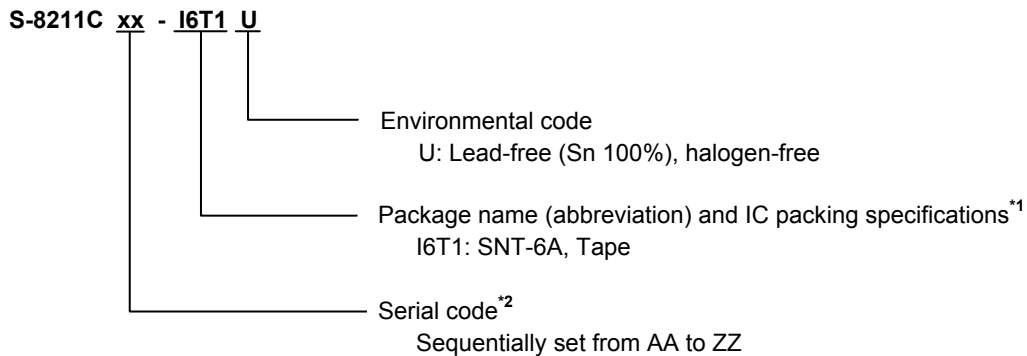 S-8211C xx - I6T1 U
Environmental code
U: Lead-free (Sn 100%), halogen-free
Package name (abbreviation) and IC packing specifications*1
I6T1: SNT-6A, Tape
Serial code*2
Sequentially set from AA to ZZ